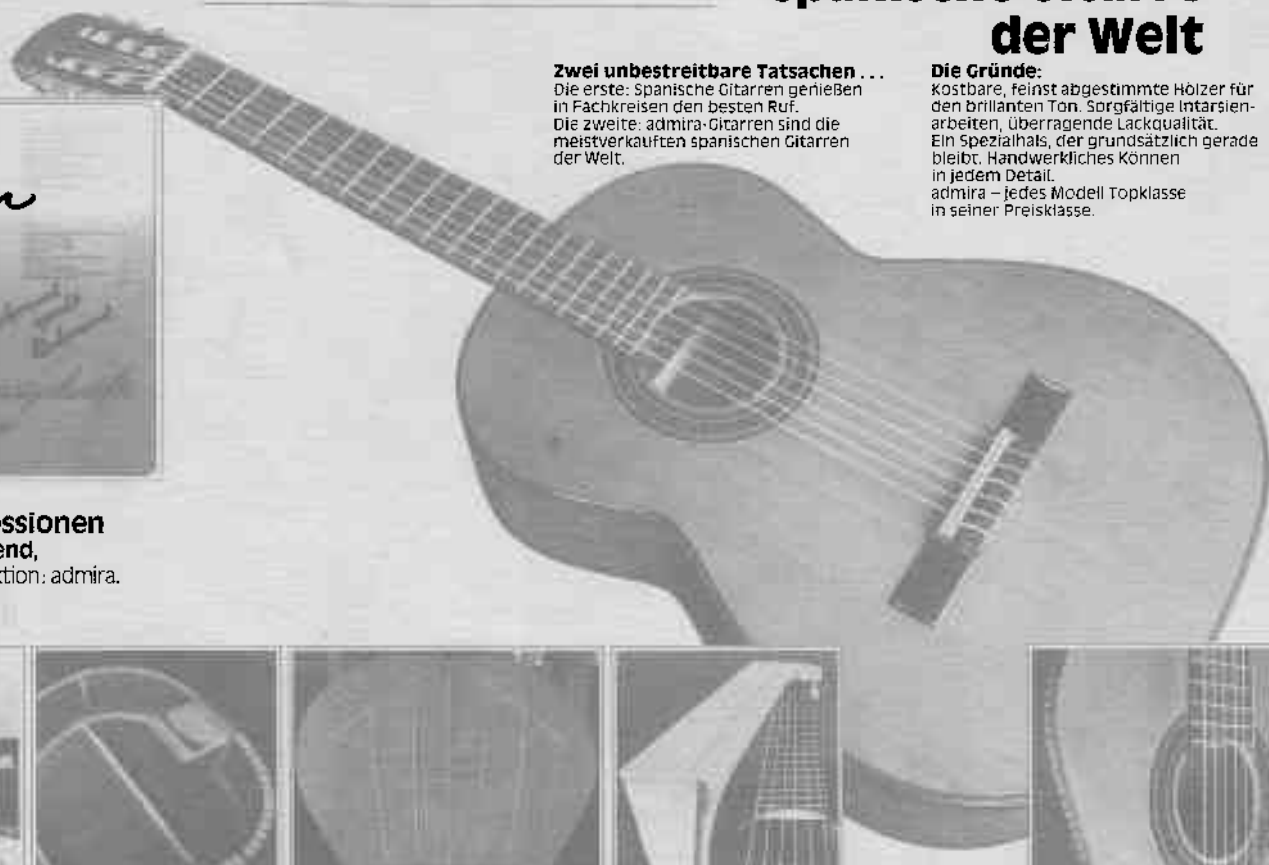 der Welt
Zwei unbestreitbare Tatsachen . . .
Die erste: Spanische Gitarren genießen
in Fachkreisen den besten Ruf.
Die zweite: admira-Gitarren sind die
meistverkauften spanischen Gitarren
der Welt.
Die Gründe:
Kostbare, feinst abgestimmte Hölzer für
den brillanten Ton. Sorgfältige Intarsien-
arbeiten, überragende Lackqualität.
Ein Spezialhals, der grundsätzlich gerade
bleibt. Handwerkliches Können
in jedem Detail.
admira – jedes Modell Topklasse
in seiner Preisklasse.
ssionen
end,
tion: admira.